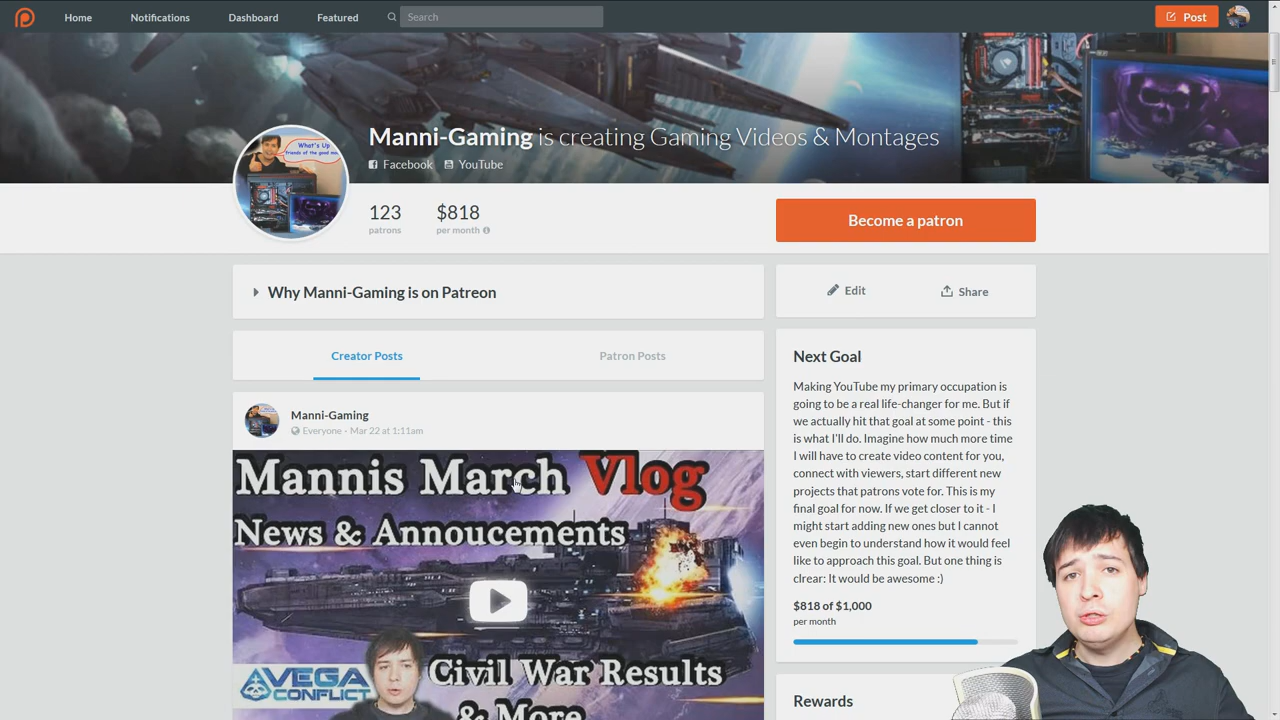 Home
Notifications
Dashboard
Featured
Search
Post
Manni-Gaming is creating Gaming Videos & Montages
Facebook
YouTube
What's Up
friends of the good mood
123
patrons
$818
per month
Become a patron
Why Manni-Gaming is on Patreon
Edit
Share
Creator Posts
Patron Posts
Manni-Gaming
Everyone - Mar 22 at 1:11am
Mannis March Vlog
News & Annoucements
VEGA
CONFLICT
Civil War Results
& More
Next Goal
Making YouTube my primary occupation is
going to be a real life-changer for me. But if
we actually hit that goal at some point - this
is what I'll do. Imagine how much more time
I will have to create video content for you,
connect with viewers, start different new
projects that patrons vote for. This is my
final goal for now. If we get closer to it - I
might start adding new ones but I cannot
even begin to understand how it would feel
like to approach this goal. But one thing is
clear: It would be awesome :)
$818 of $1,000
per month
Rewards